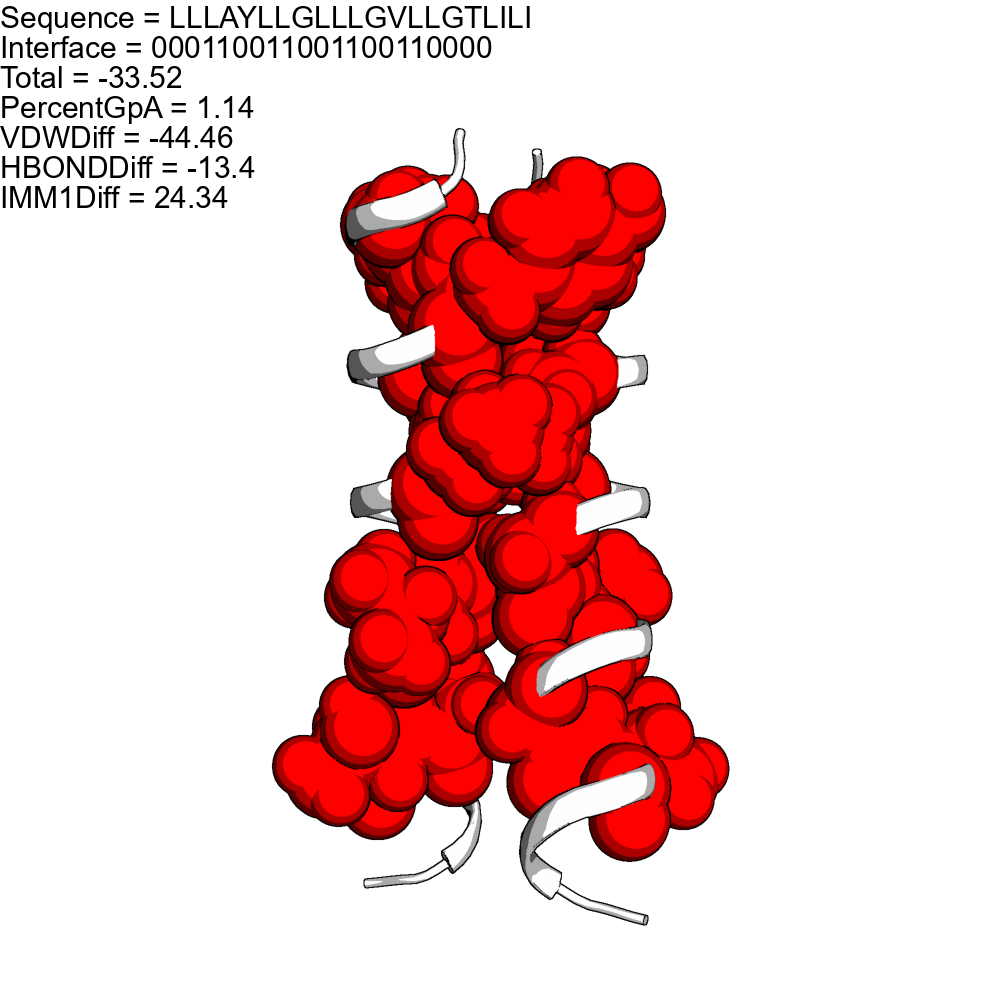 Sequence = LLLAYLLGLLLGVLLGTLILI
Interface = 000110011001100110000
Total = -33.52
PercentGpA = 1.14
VDWDiff = -44.46
HBONDDiff = -13.4
IMM1Diff = 24.34